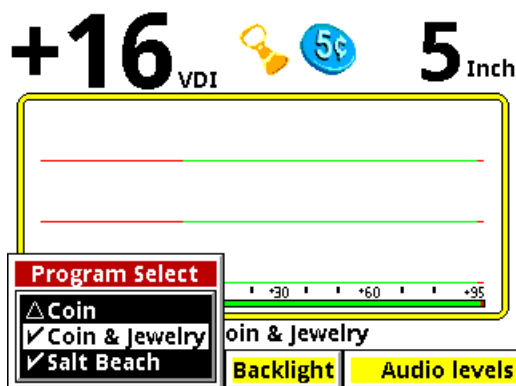 +16 VDI 5¢ 5 Inch
Program Select
+30 +60 +95
Coin
Coin & Jewelry oin & Jewelry
Salt Beach
Backlight Audio levels